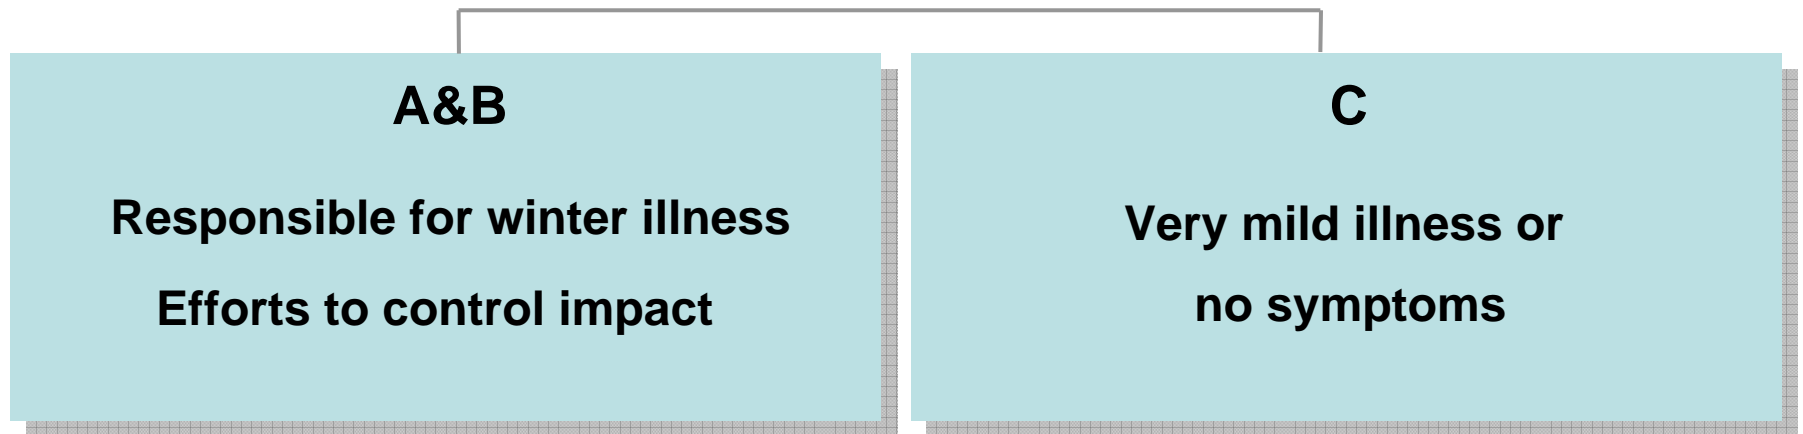 A&B
Responsible for winter illness
Efforts to control impact
C
Very mild illness or
no symptoms